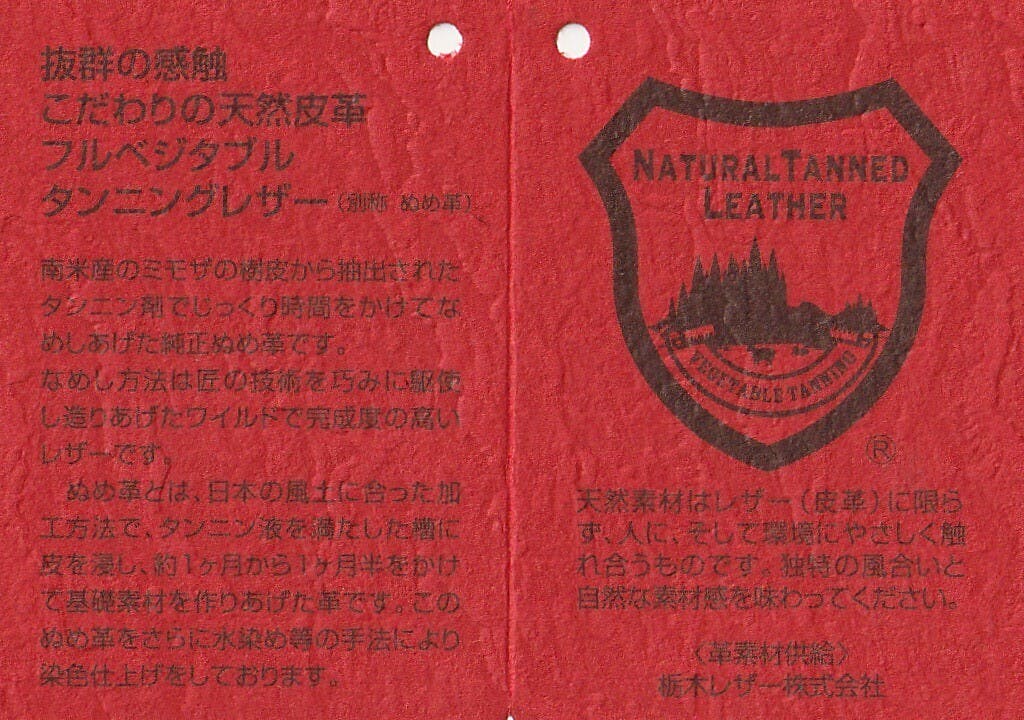 抜群の感触
こだわりの天然皮革
フルベジタブル
タンニングレザー（別称 ぬめ革）
南米産のミモザの樹皮から抽出された
タンニン剤でじっくり時間をかけてな
めしあげた純正ぬめ革です。
なめし方法は匠の技術を巧みに駆使
し造りあげたワイルドで完成度の高い
レザーです。
　ぬめ革とは、日本の風土に合った加
工方法で、タンニン液を満たした槽に
皮を浸し、約1ヶ月から1ヶ月半をかけ
て基礎素材を作りあげた革です。この
ぬめ革をさらに水染め等の手法により
染色仕上げをしております。
NATURAL TANNED
LEATHER
VEGETABLE TANNING
®
天然素材はレザー（皮革）に限ら
ず、人に、そして環境にやさしく触
れ合うものです。独特の風合いと
自然な素材感を味わってください。
〈革素材供給〉
栃木レザー株式会社